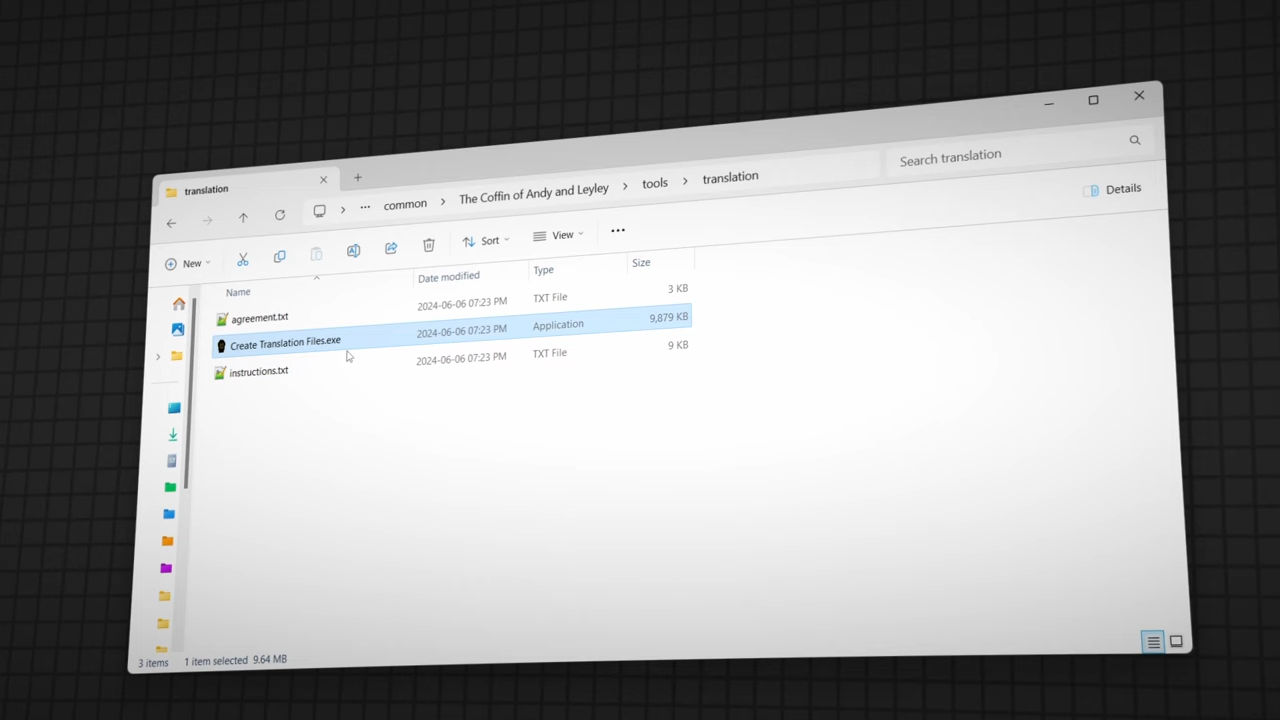 translation
common
The Coffin of Andy and Leyley
tools
translation
Search translation
New
Sort
View
Details
Name Date modified Type Size
agreement.txt 2024-06-06 07:23 PM TXT File 3 KB
Create Translation Files.exe 2024-06-06 07:23 PM Application 9,879 KB
instructions.txt 2024-06-06 07:23 PM TXT File 9 KB
3 items 1 item selected 9.64 MB